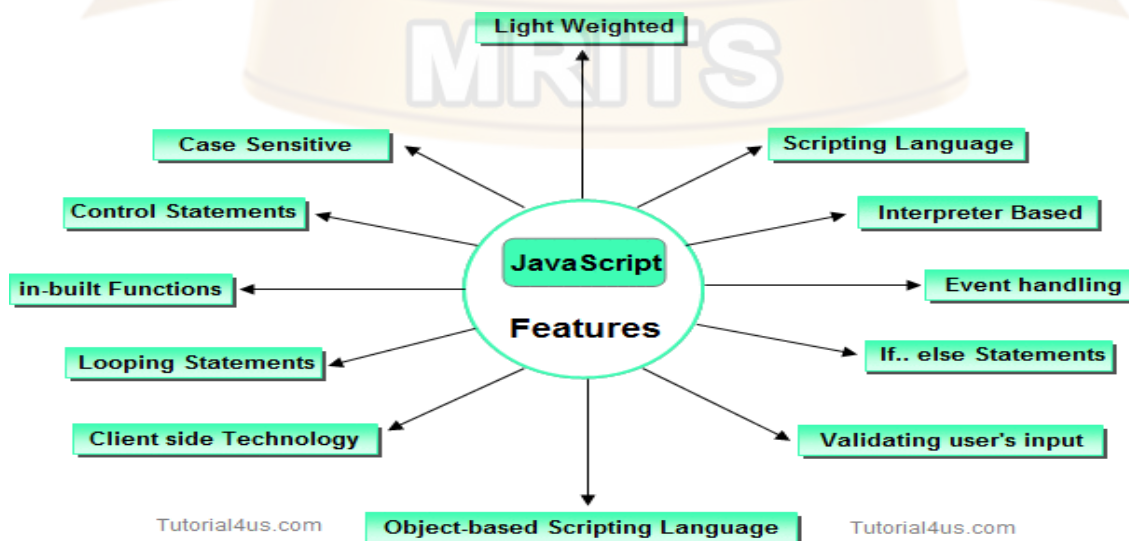 Light Weighted
MRITS
Case Sensitive
Scripting Language
Control Statements
Interpreter Based
JavaScript
in-built Functions
Event handling
Features
Looping Statements
If.. else Statements
Client side Technology
Validating user's input
Tutorial4us.com
Object-based Scripting Language
Tutorial4us.com